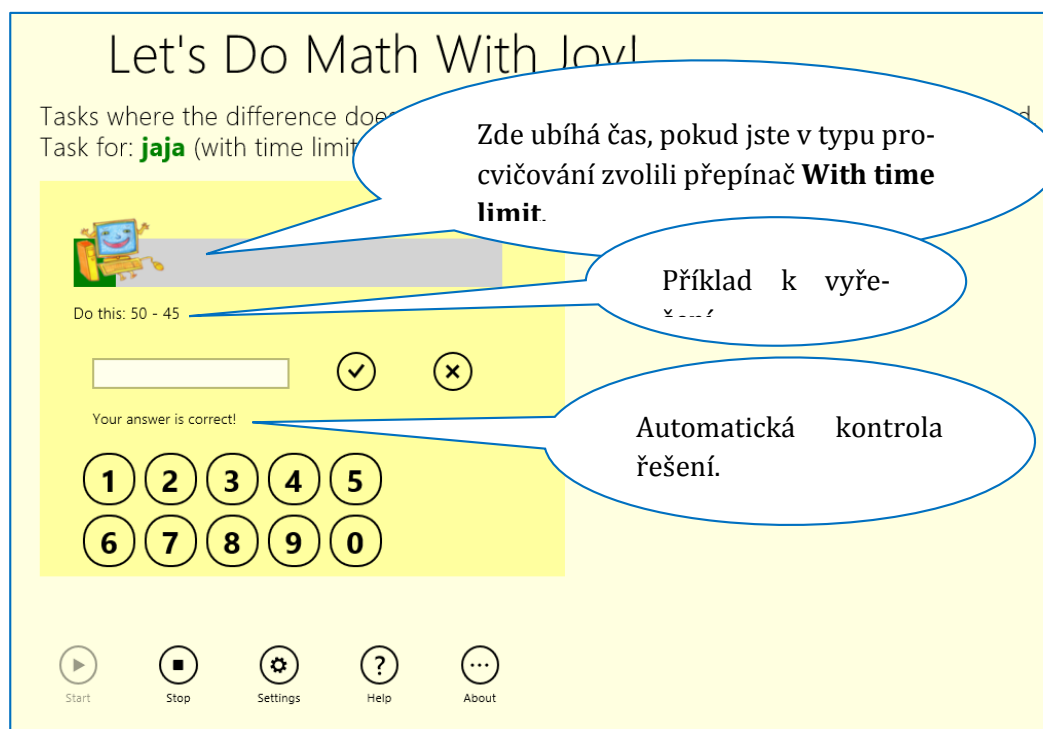 Let's Do Math With Joy!
Tasks where the difference does
Task for: jaja (with time limit
Zde ubíhá čas, pokud jste v typu pro-
cvičování zvolili přepínač With time
limit.
Příklad k vyře-
Do this: 50 - 45
Your answer is correct!
Automatická kontrola
řešení.
1 2 3 4 5
6 7 8 9 0
Start Stop Settings Help About